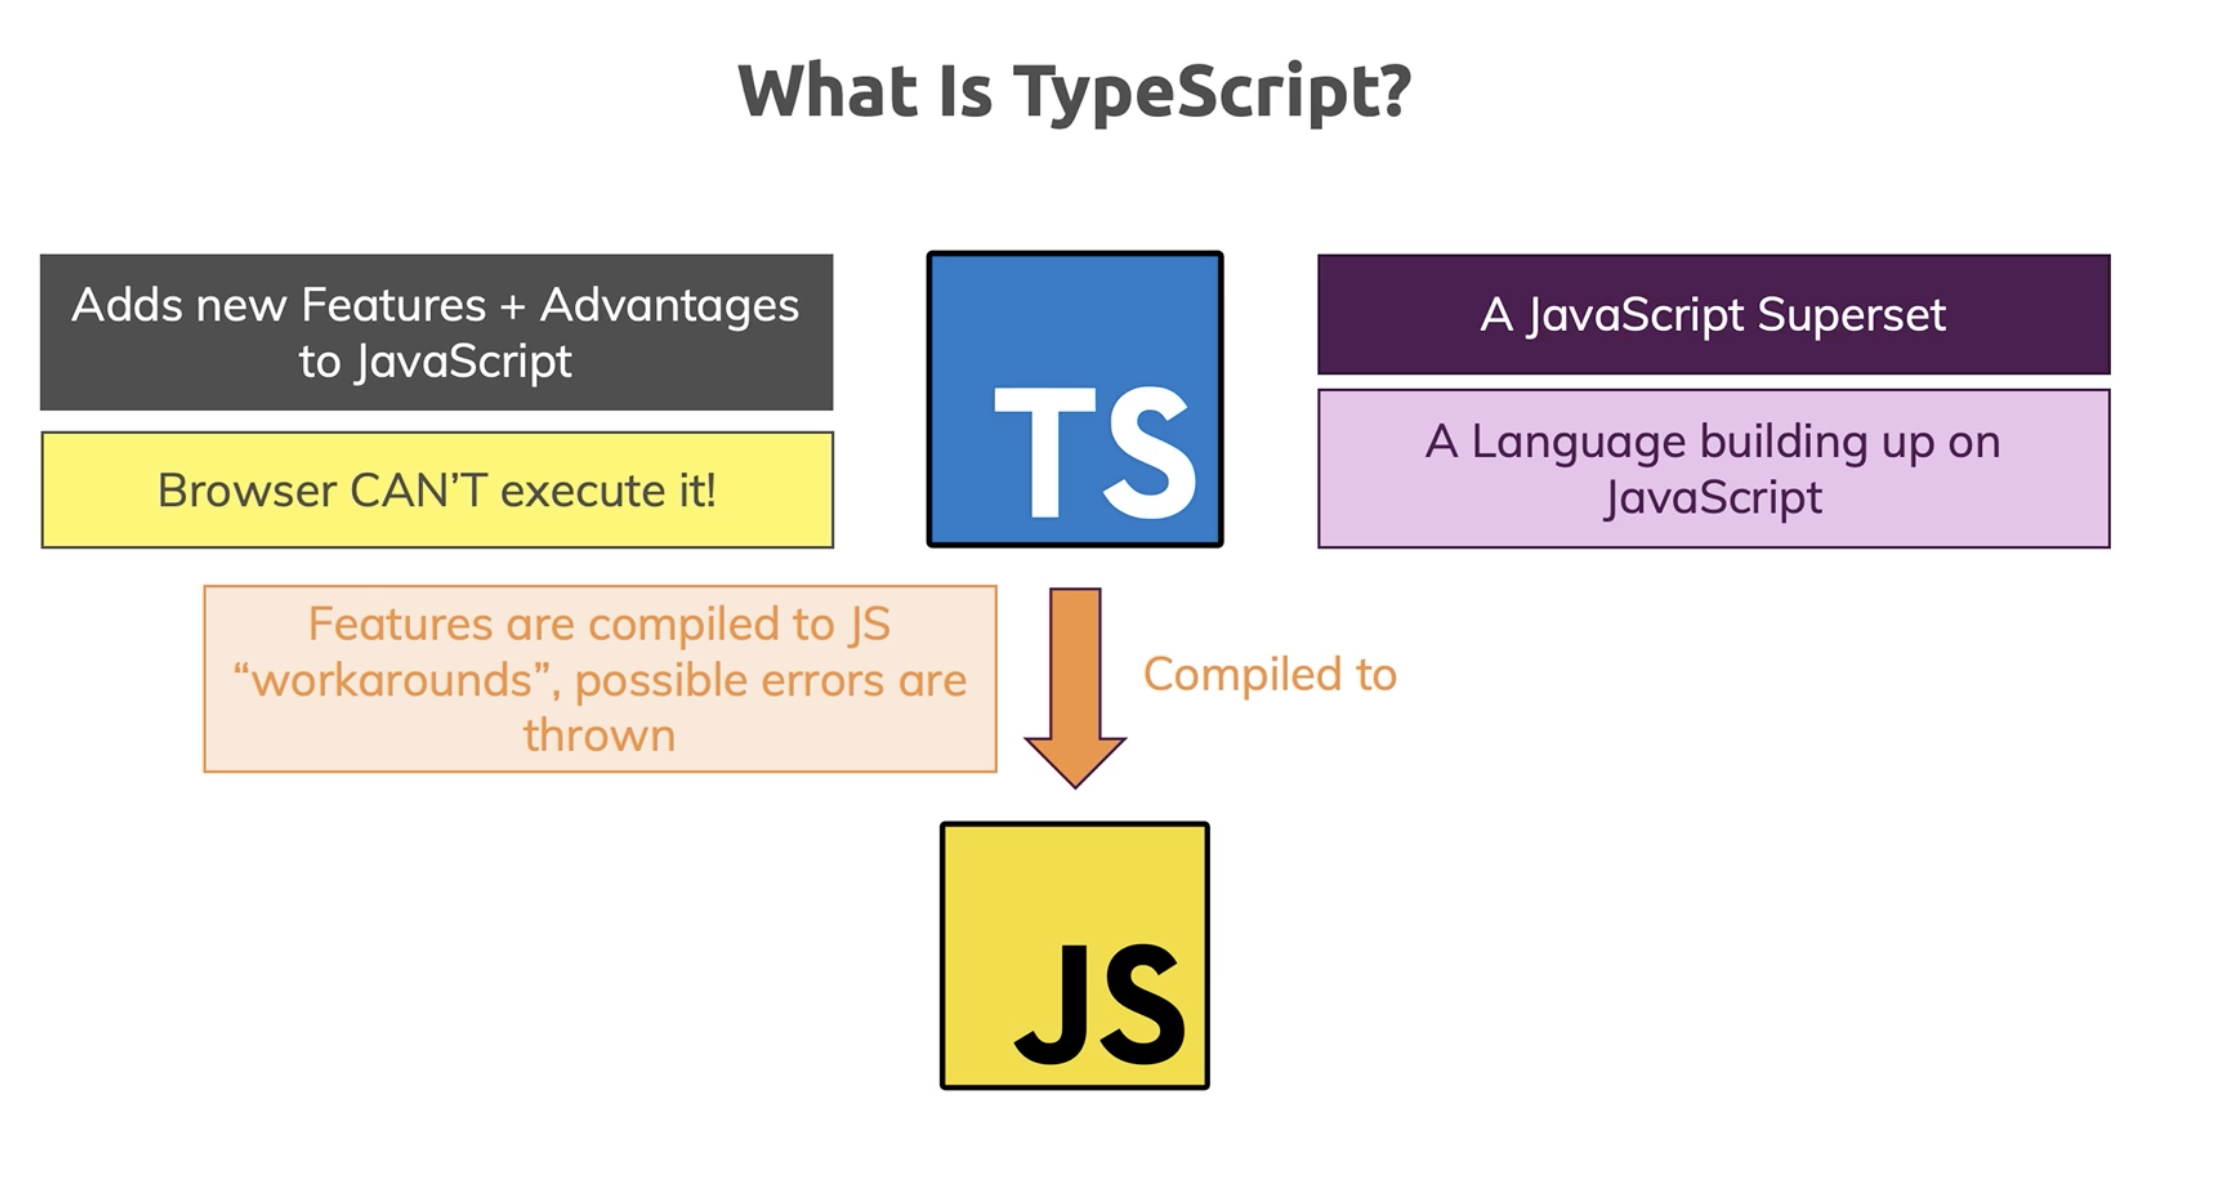 What Is TypeScript?
Adds new Features + Advantages
to JavaScript
Browser CAN’T execute it!
TS
A JavaScript Superset
A Language building up on
JavaScript
Features are compiled to JS
“workarounds”, possible errors are
thrown
Compiled to
JS